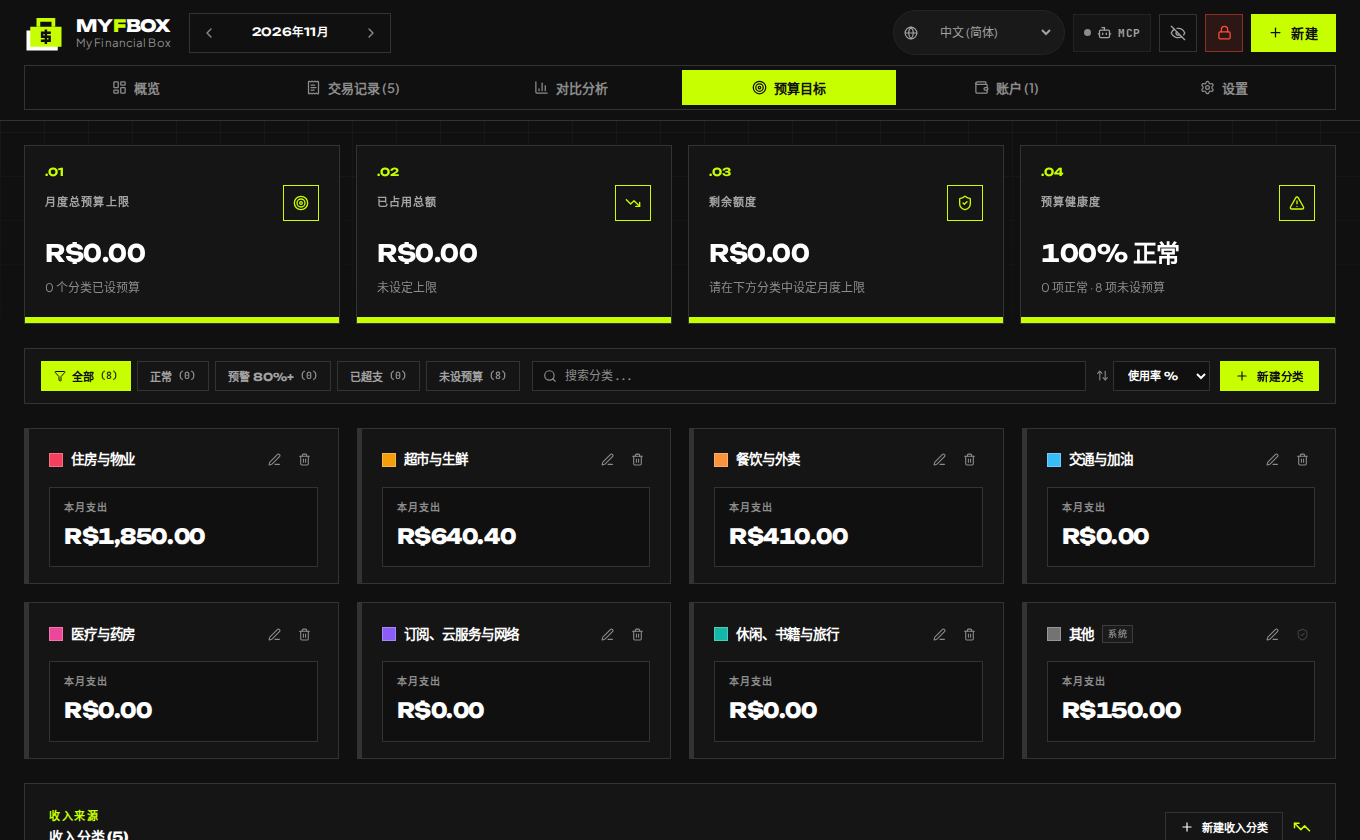 MYFBOX
MyFinancialBox
2026年11月
中文 (简体)
MCP
新建
概览
交易记录 (5)
对比分析
预算目标
账户 (1)
设置
.01
月度总预算上限
R$0.00
0 个分类已设预算
.02
已占用总额
R$0.00
未设定上限
.03
剩余额度
R$0.00
请在下方分类中设定月度上限
.04
预算健康度
100% 正常
0 项正常 · 8 项未设预算
全部 (8)
正常 (0)
预警 80%+ (0)
已超支 (0)
未设预算 (8)
搜索分类 ...
使用率 %
新建分类
住房与物业
本月支出
R$1,850.00
超市与生鲜
本月支出
R$640.40
餐饮与外卖
本月支出
R$410.00
交通与加油
本月支出
R$0.00
医疗与药房
本月支出
R$0.00
订阅、云服务与网络
本月支出
R$0.00
休闲、书籍与旅行
本月支出
R$0.00
其他 系统
本月支出
R$150.00
收入来源
收入分类 (5)
新建收入分类